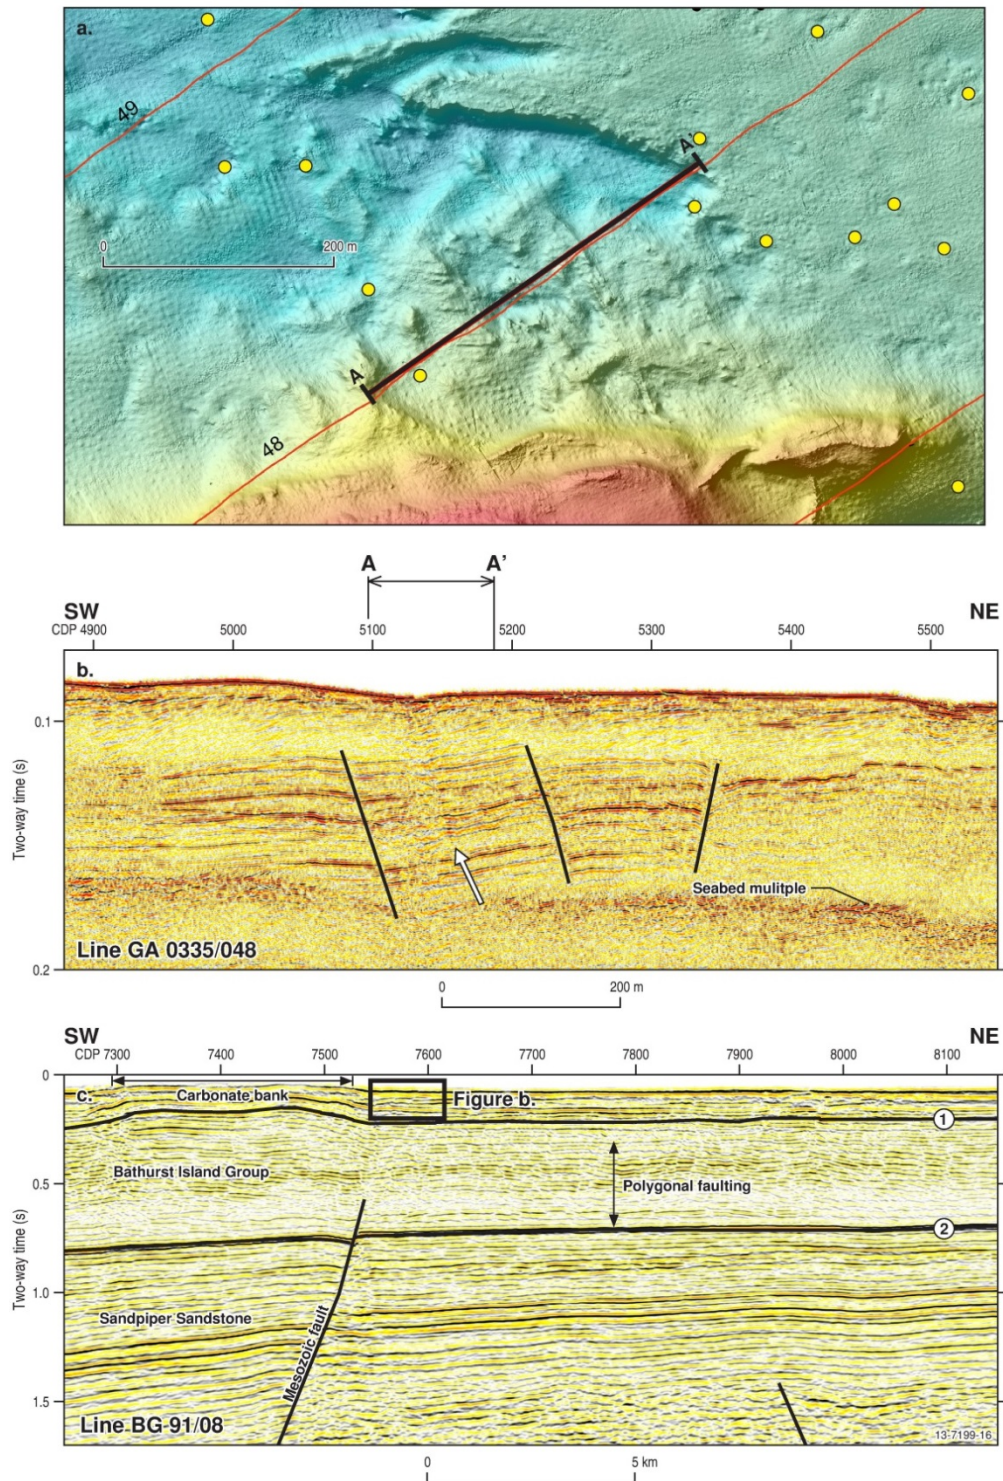 a.
49
A'
0 200 m
A
48
A A'
SW NE
CDP 4900 5000 5100 5200 5300 5400 5500
b.
0.1
Two-way time (s)
Seabed mulitple
Line GA 0335/048
0.2
0 200 m
SW NE
CDP 7300 7400 7500 7600 7700 7800 7900 8000 8100
0
c.
Carbonate bank
Figure b.
1
Bathurst Island Group
0.5
Polygonal faulting
2
Two-way time (s)
1.0
Sandpiper Sandstone
Mesozoic fault
1.5
Line BG 91/08
13-7199-16
0 5 km